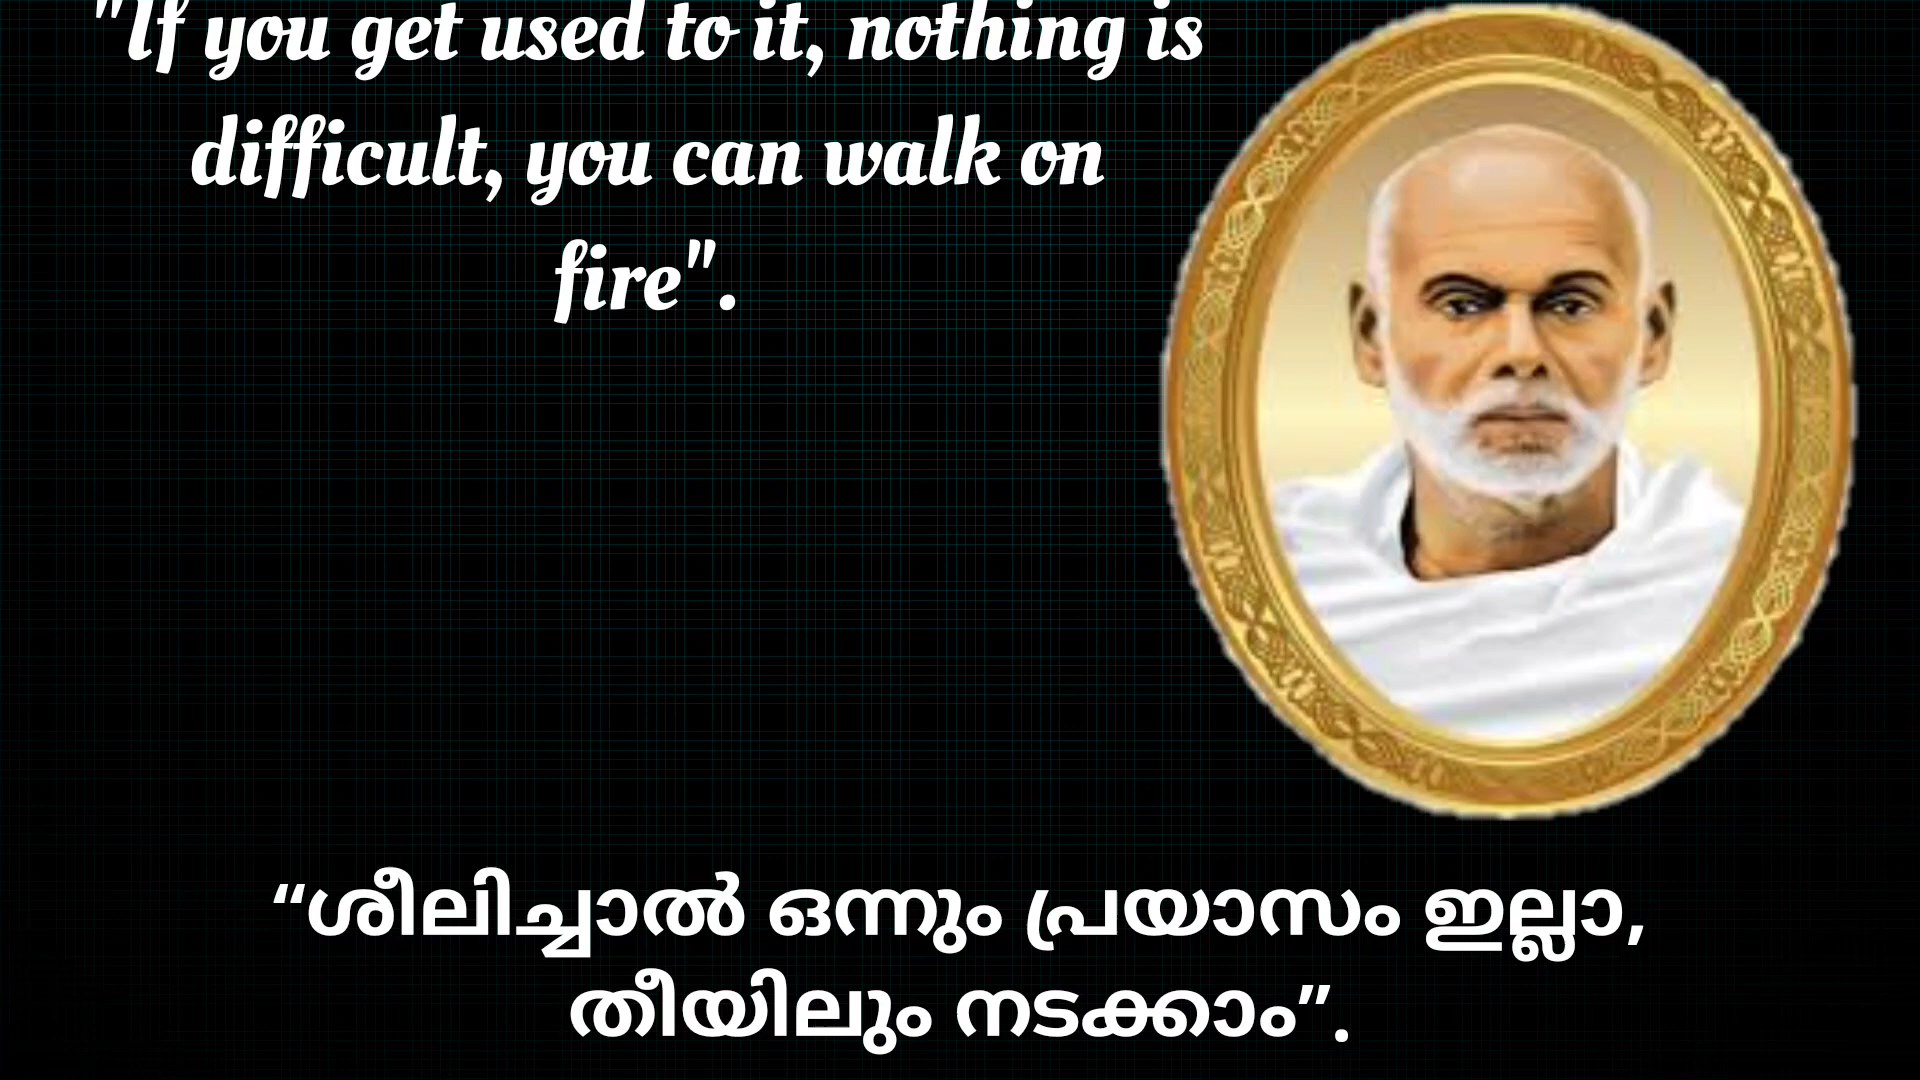 "If you get used to it, nothing is
difficult, you can walk on
fire".
“ശീലിച്ചാൽ ഒന്നും പ്രയാസം ഇല്ലാ,
തീയിലും നടക്കാം”.